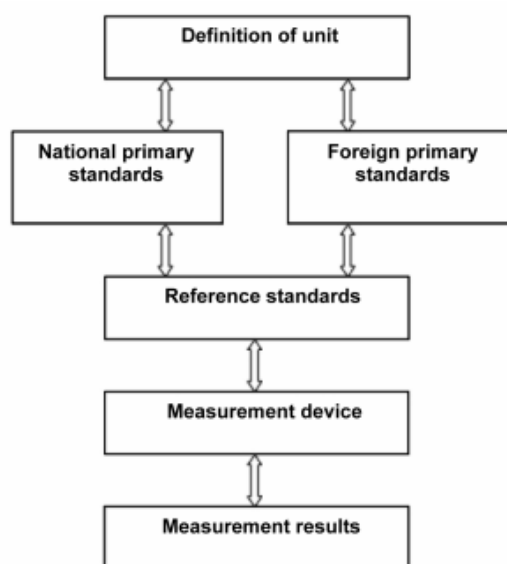 Definition of unit
National primary
standards
Foreign primary
standards
Reference standards
Measurement device
Measurement results